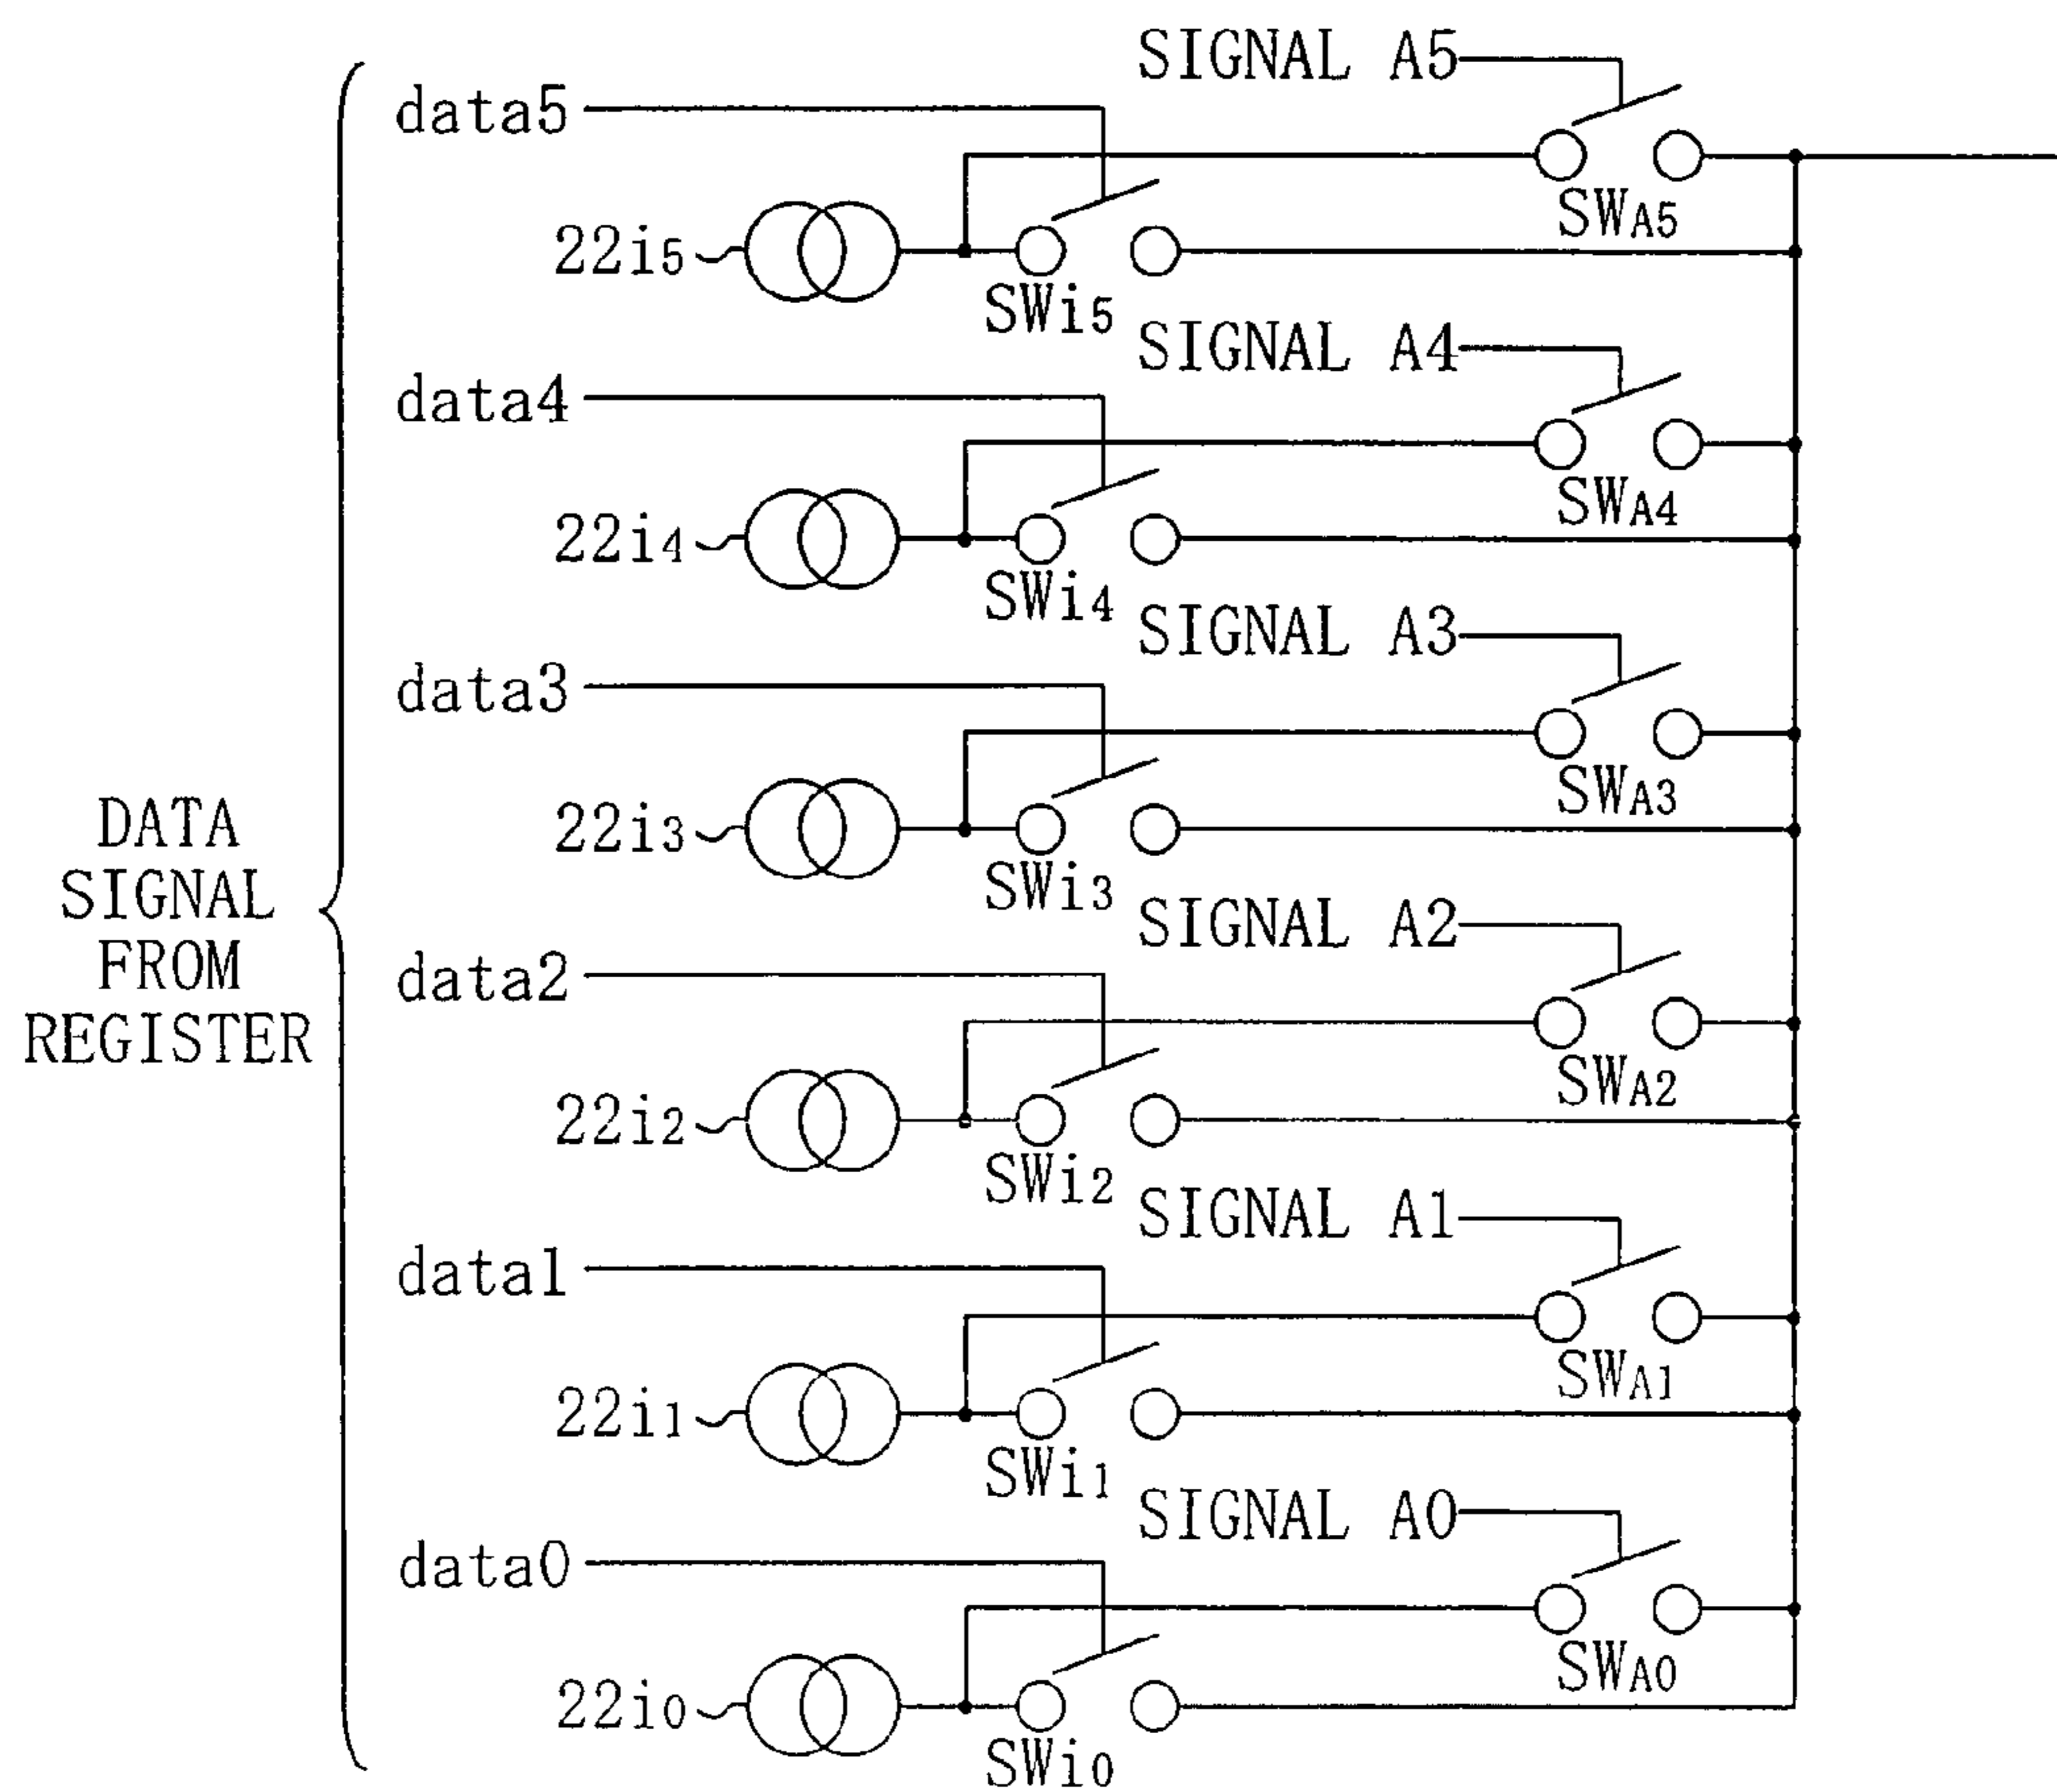 SIGNAL A5
data5
SWA5
22i5
SWi5
SIGNAL A4
data4
SWA4
22i4
SWi4
SIGNAL A3
data3
SWA3
22i3
SWi3
DATA
SIGNAL
FROM
REGISTER
SIGNAL A2
data2
SWA2
22i2
SWi2
SIGNAL A1
data1
SWA1
22i1
SWi1
SIGNAL A0
data0
SWA0
22i0
SWi0